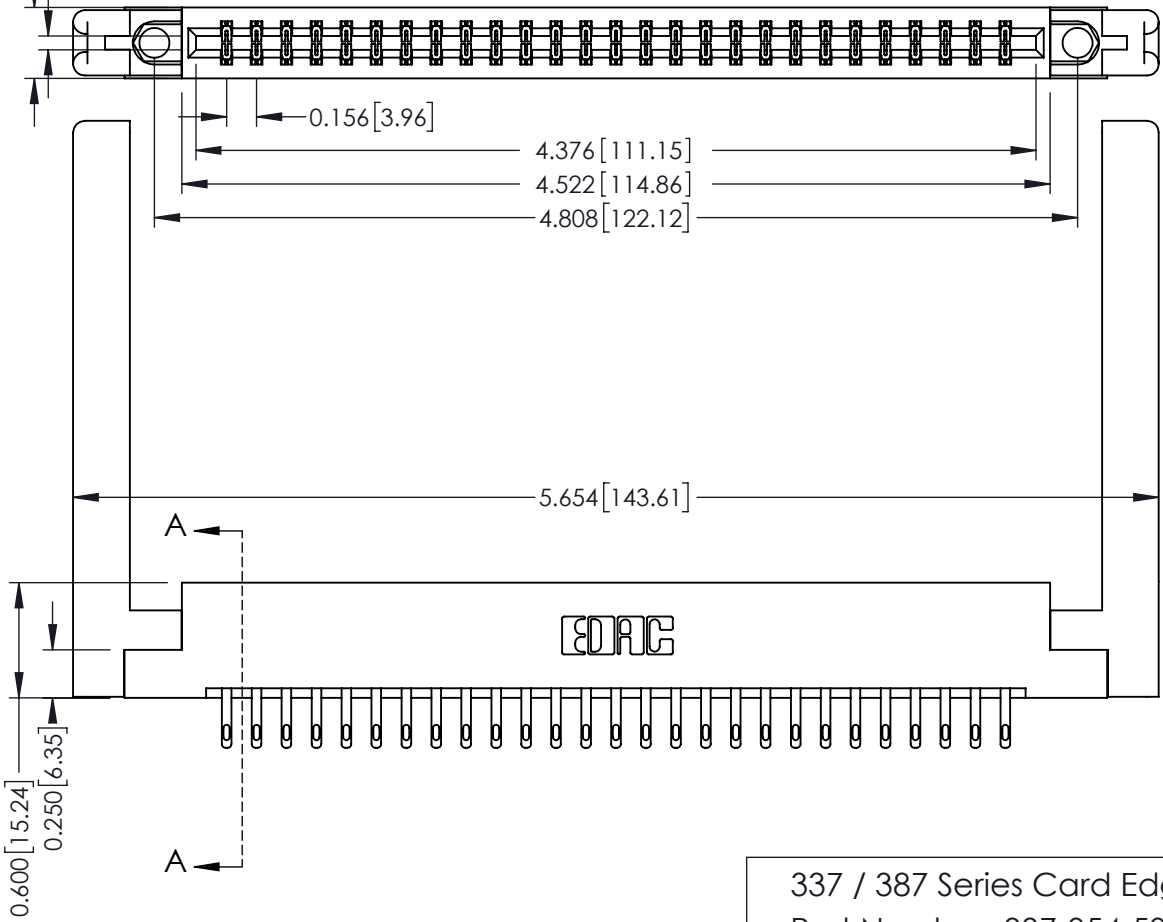 0.156[3.96]
4.376[111.15]
4.522[114.86]
4.808[122.12]
5.654[143.61]
A
EDAC
0.250[6.35]
0.600[15.24]
A
337 / 387 Series Card